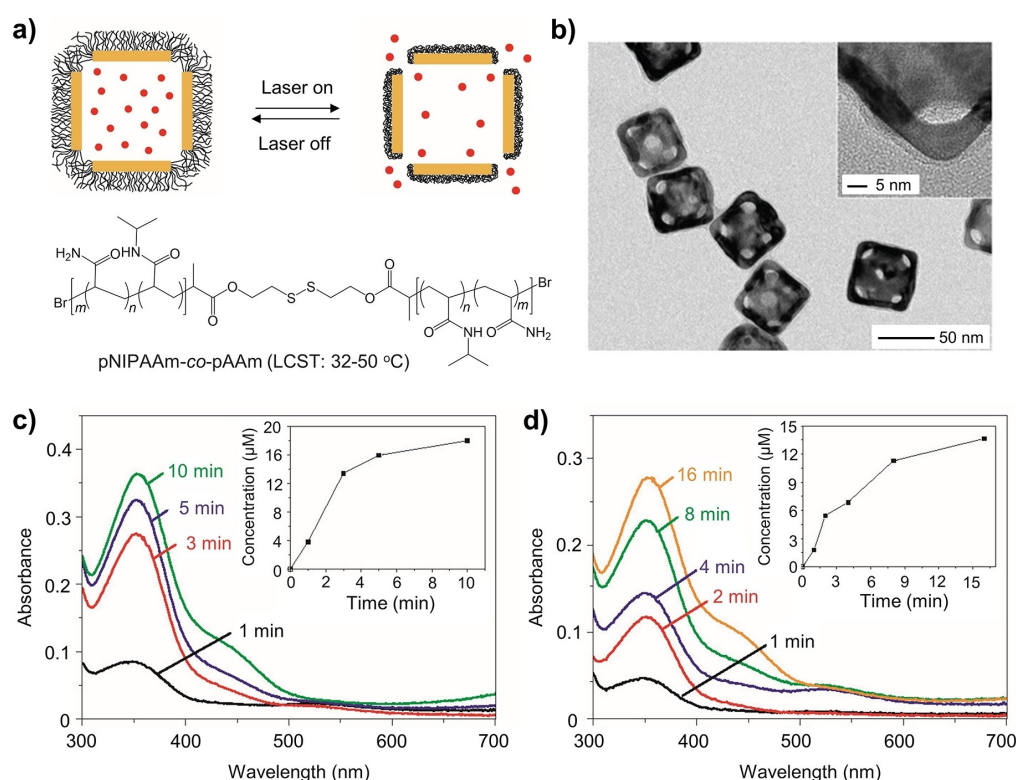 a)
Laser on
Laser off
b)
5 nm
50 nm
H₂N
O
HN
O
Br
m
n
O
O
S
S
O
O
n
m
Br
O
NH
O
NH₂
pNIPAAm-co-pAAm (LCST: 32-50 °C)
c)
Absorbance
0.4
0.3
0.2
0.1
0
300
400
500
600
700
Wavelength (nm)
10 min
5 min
3 min
1 min
Concentration (μM)
20
16
12
8
4
0
0
2
4
6
8
10
Time (min)
d)
Absorbance
0.3
0.2
0.1
0
300
400
500
600
700
Wavelength (nm)
16 min
8 min
4 min
2 min
1 min
Concentration (μM)
15
12
9
6
3
0
0
3
6
9
12
15
Time (min)